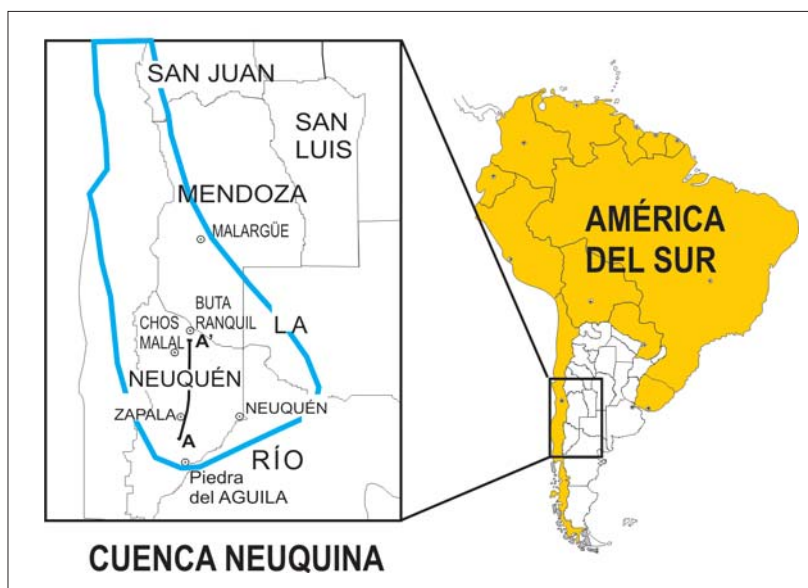 SAN JUAN
SAN
LUIS
MENDOZA
MALARGÜE
BUTA
RANQUIL
CHOS
MALAL
LA
A'
NEUQUÉN
ZAPALA
NEUQUÉN
A
RÍO
Piedra
del AGUILA
CUENCA NEUQUINA
AMÉRICA
DEL SUR